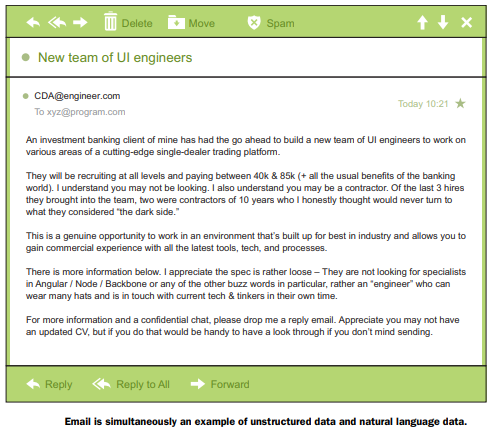 Delete Move Spam
New team of UI engineers
CDA@engineer.com
To xyz@program.com
Today 10:21
An investment banking client of mine has had the go ahead to build a new team of UI engineers to work on
various areas of a cutting-edge single-dealer trading platform.
They will be recruiting at all levels and paying between 40k & 85k (+ all the usual benefits of the banking
world). I understand you may not be looking. I also understand you may be a contractor. Of the last 3 hires
they brought into the team, two were contractors of 10 years who I honestly thought would never turn to
what they considered “the dark side.”
This is a genuine opportunity to work in an environment that’s built up for best in industry and allows you to
gain commercial experience with all the latest tools, tech, and processes.
There is more information below. I appreciate the spec is rather loose – They are not looking for specialists
in Angular / Node / Backbone or any of the other buzz words in particular, rather an “engineer” who can
wear many hats and is in touch with current tech & tinkers in their own time.
For more information and a confidential chat, please drop me a reply email. Appreciate you may not have
an updated CV, but if you do that would be handy to have a look through if you don’t mind sending.
Reply Reply to All Forward
Email is simultaneously an example of unstructured data and natural language data.